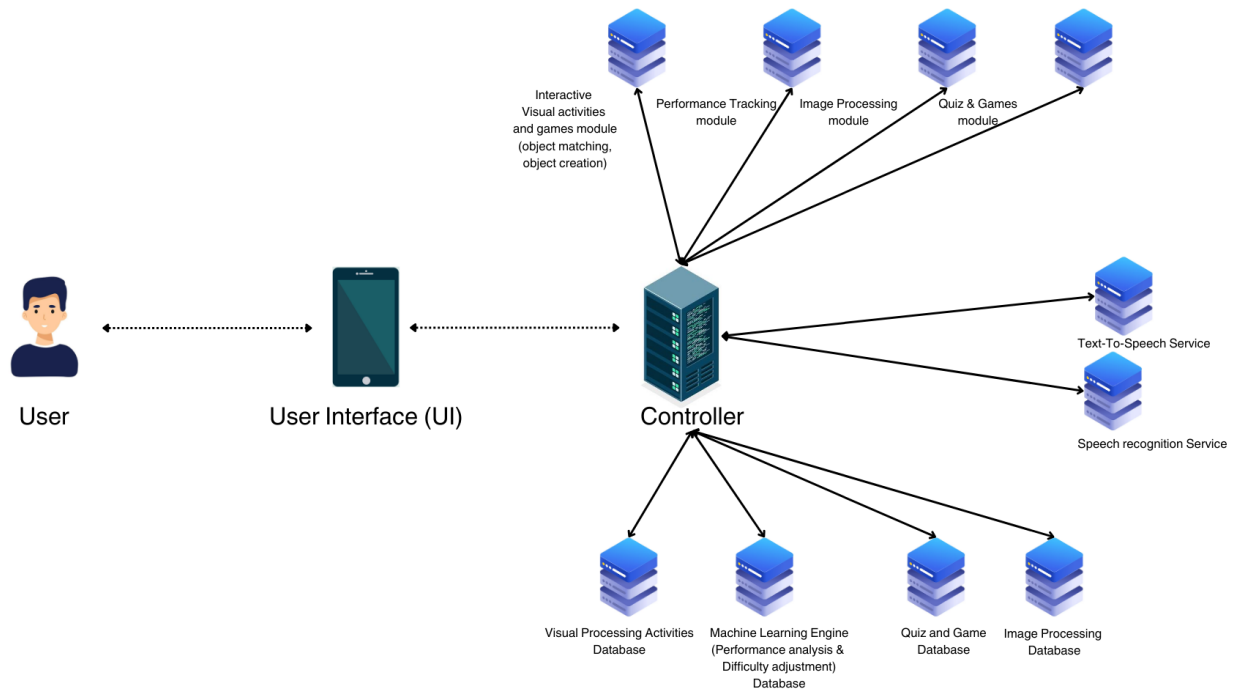 Interactive
Visual activities
and games module
(object matching,
object creation)
Performance Tracking
module
Image Processing
module
Quiz & Games
module
Text-To-Speech Service
Speech recognition Service
User
User Interface (UI)
Controller
Visual Processing Activities
Database
Machine Learning Engine
(Performance analysis &
Difficulty adjustment)
Database
Quiz and Game
Database
Image Processing
Database